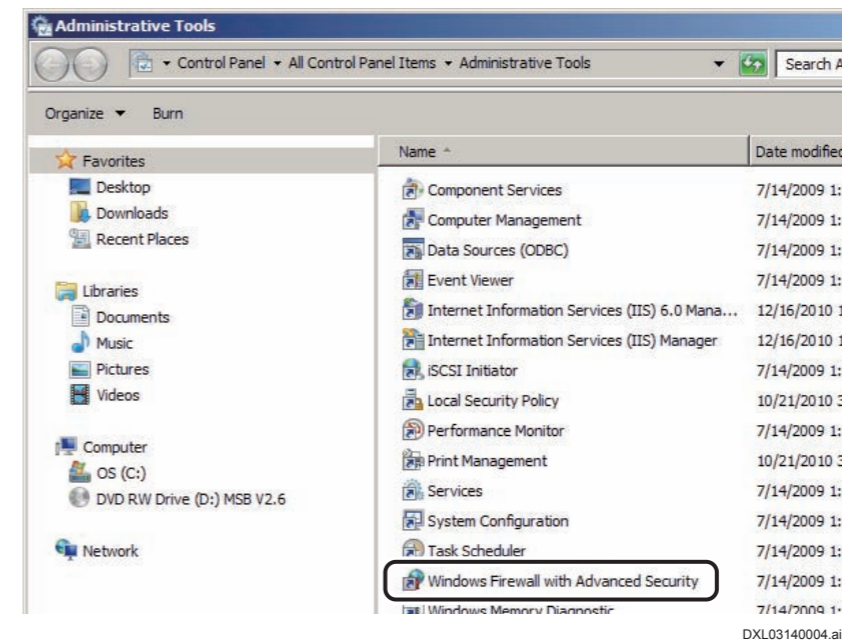 Administrative Tools
Control Panel All Control Panel Items Administrative Tools Search A
Organize Burn
Favorites
Desktop
Downloads
Recent Places
Libraries
Documents
Music
Pictures
Videos
Computer
OS (C:)
DVD RW Drive (D:) MSB V2.6
Network
Name Date modified
Component Services 7/14/2009 1:
Computer Management 7/14/2009 1:
Data Sources (ODBC) 7/14/2009 1:
Event Viewer 7/14/2009 1:
Internet Information Services (IIS) 6.0 Mana... 12/16/2010 1
Internet Information Services (IIS) Manager 12/16/2010 1
iSCSI Initiator 7/14/2009 1:
Local Security Policy 10/21/2010 3
Performance Monitor 7/14/2009 1:
Print Management 10/21/2010 3
Services 7/14/2009 1:
System Configuration 7/14/2009 1:
Task Scheduler 7/14/2009 1:
Windows Firewall with Advanced Security 7/14/2009 1:
Windows Memory Diagnostic 7/14/2009 1:
DXL03140004.ai